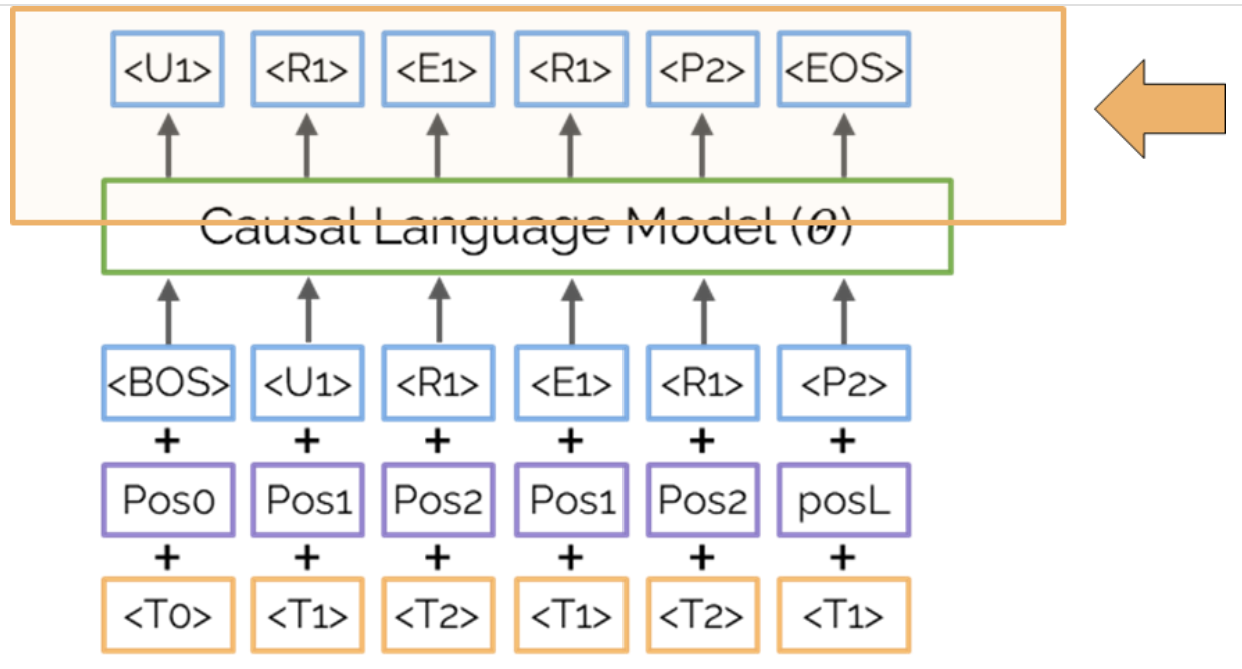 <U1> <R1> <E1> <R1> <P2> <EOS>
Causal Language Model (θ)
<BOS> <U1> <R1> <E1> <R1> <P2>
+ + + + + +
Pos0 Pos1 Pos2 Pos1 Pos2 posL
+ + + + + +
<T0> <T1> <T2> <T1> <T2> <T1>